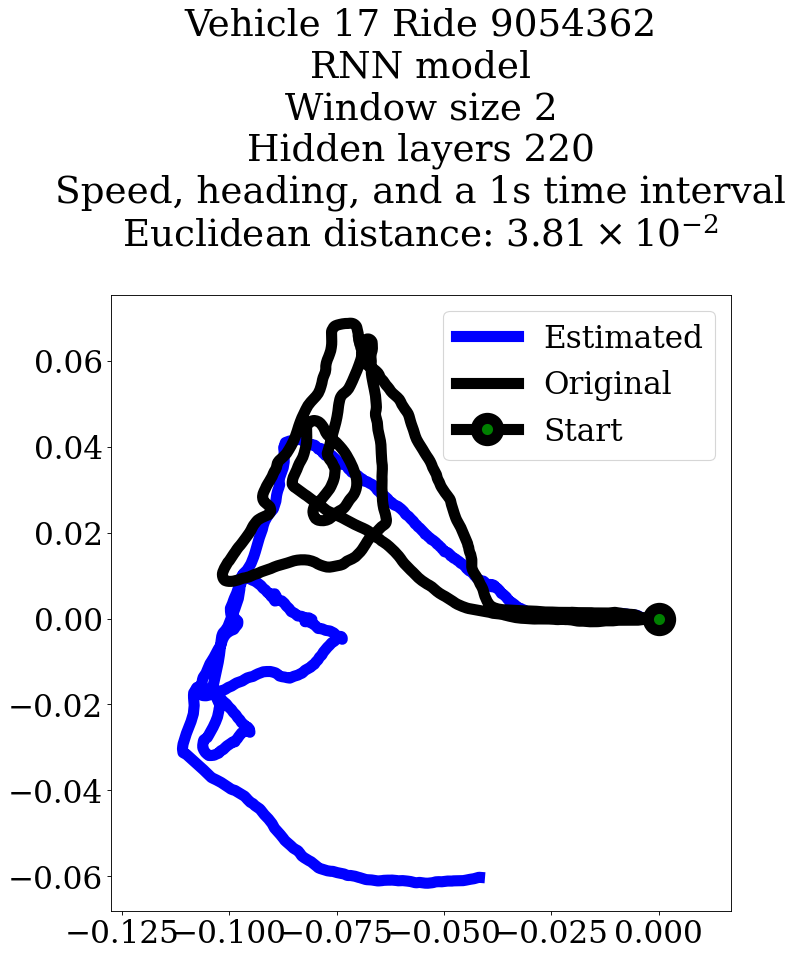 Vehicle 17 Ride 9054362
RNN model
Window size 2
Hidden layers 220
Speed, heading, and a 1s time interval
Euclidean distance: 3.81 × 10⁻²
Estimated
Original
Start
0.06
0.04
0.02
0.00
−0.02
−0.04
−0.06
−0.125 −0.100 −0.075 −0.050 −0.025 0.000